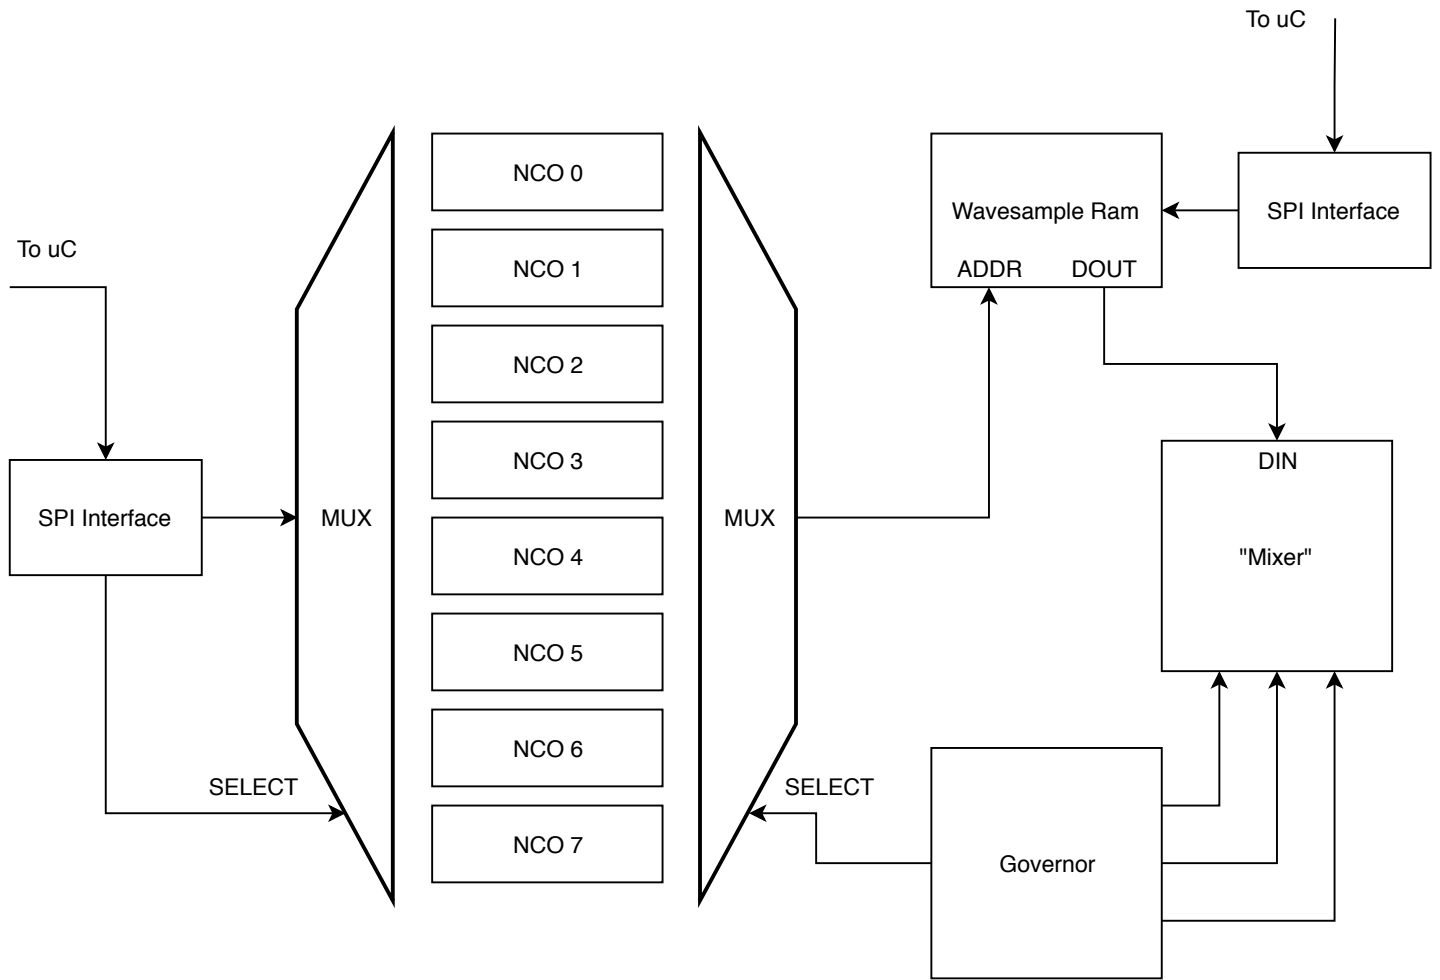 To uC
NCO 0
Wavesample Ram
SPI Interface
To uC
NCO 1
ADDR
DOUT
NCO 2
NCO 3
DIN
SPI Interface
MUX
MUX
NCO 4
"Mixer"
NCO 5
NCO 6
SELECT
SELECT
NCO 7
Governor